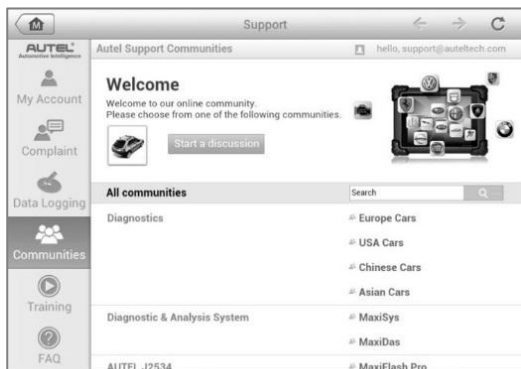 M
Support
AUTEL
Automotive Intelligence
Autel Support Communities
hello, support@auteltech.com
My Account
Complaint
Data Logging
Communities
Training
FAQ
Welcome
Welcome to our online community.
Please choose from one of the following communities.
Start a discussion
All communities
Search
Diagnostics
Europe Cars
USA Cars
Chinese Cars
Asian Cars
Diagnostic & Analysis System
MaxiSys
MaxiDas
AUTEL J2534
MaxiFlash Pro